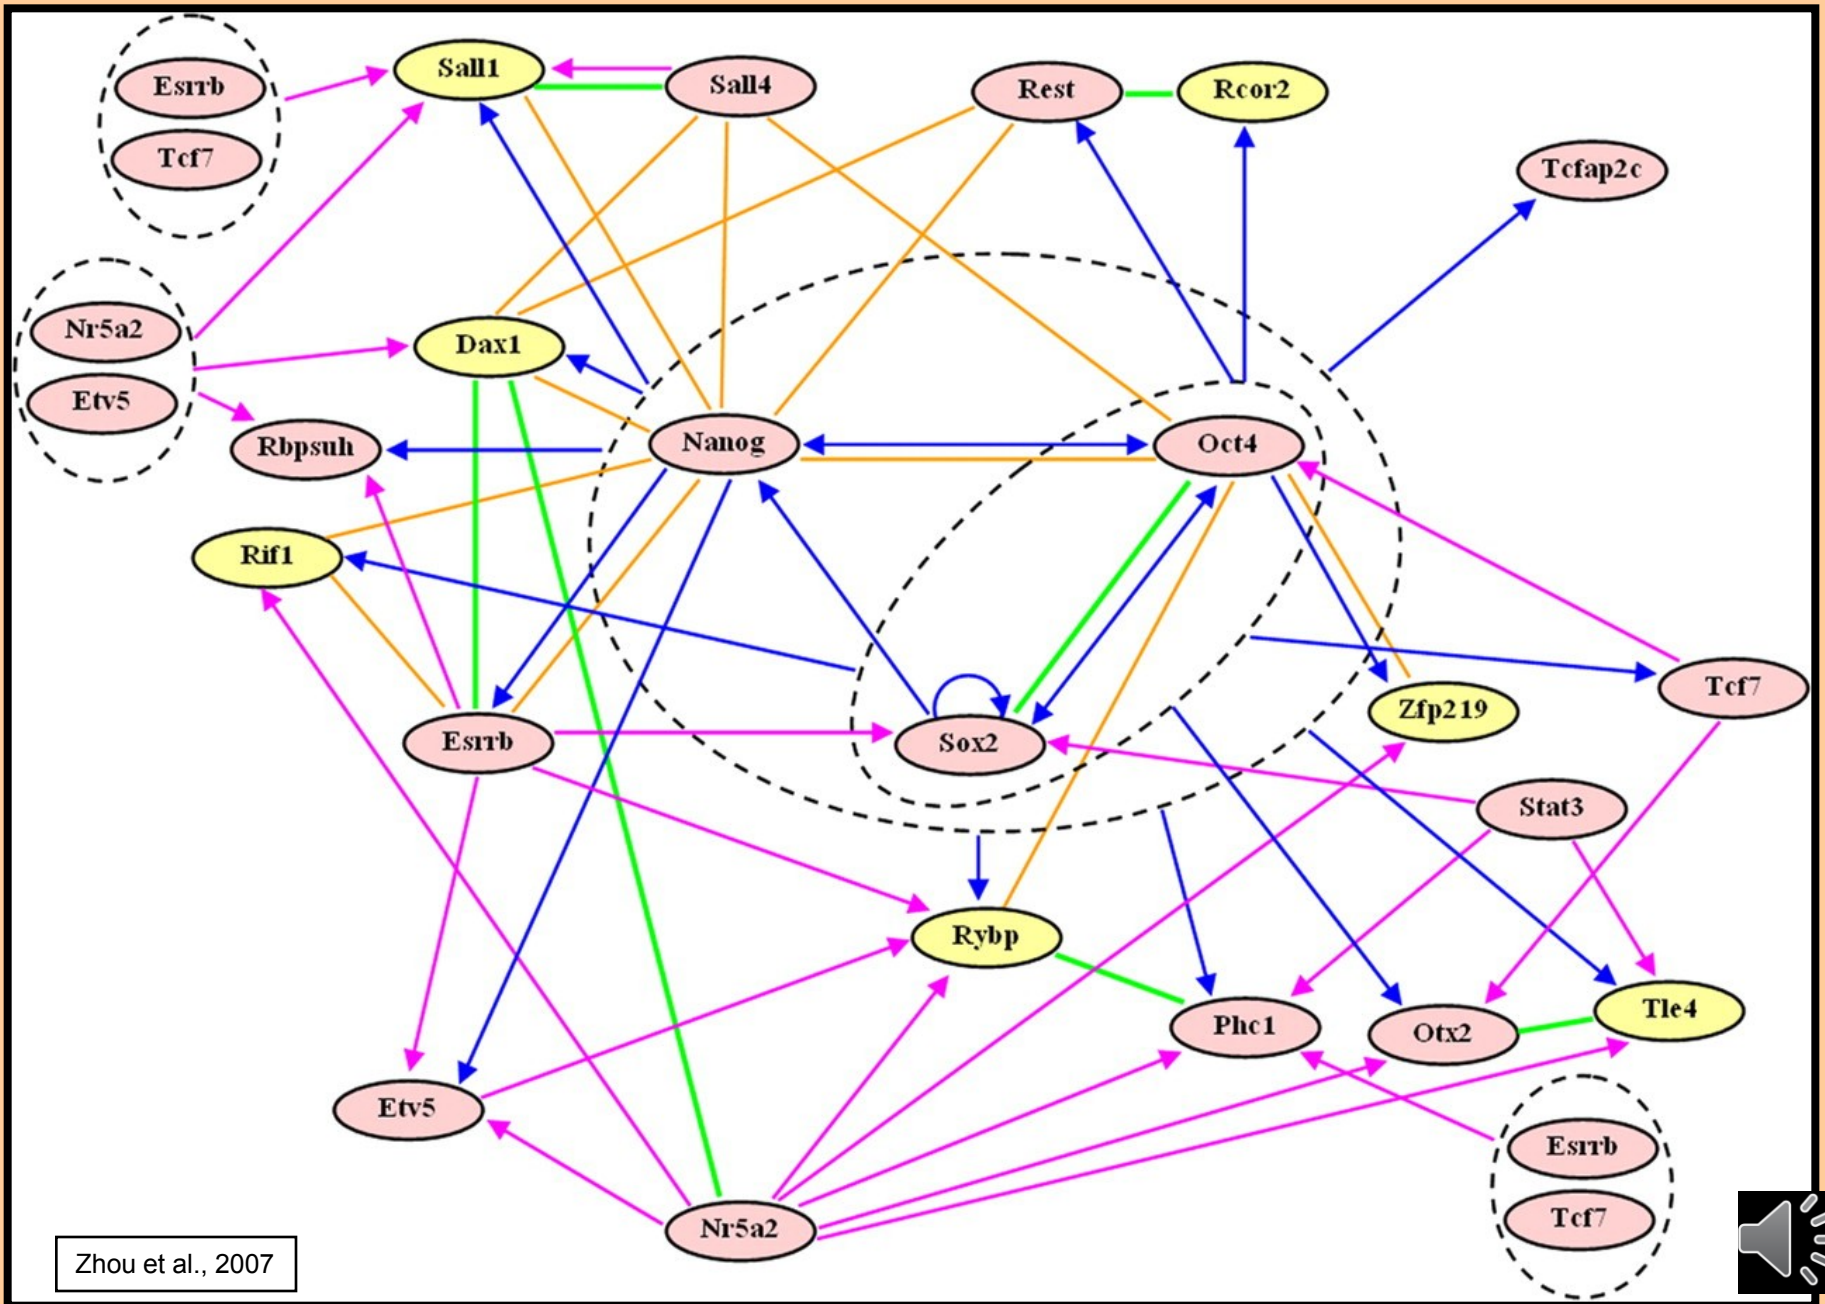 Esrrb
Sall1
Sall4
Rest
Rcor2
Tcf7
Tcfap2c
Nr5a2
Dax1
Etv5
Rbpsuh
Nanog
Oct4
Rif1
Tcf7
Esrrb
Sox2
Zfp219
Stat3
Rybp
Phc1
Otx2
Tle4
Etv5
Esrrb
Nr5a2
Tcf7
Zhou et al., 2007